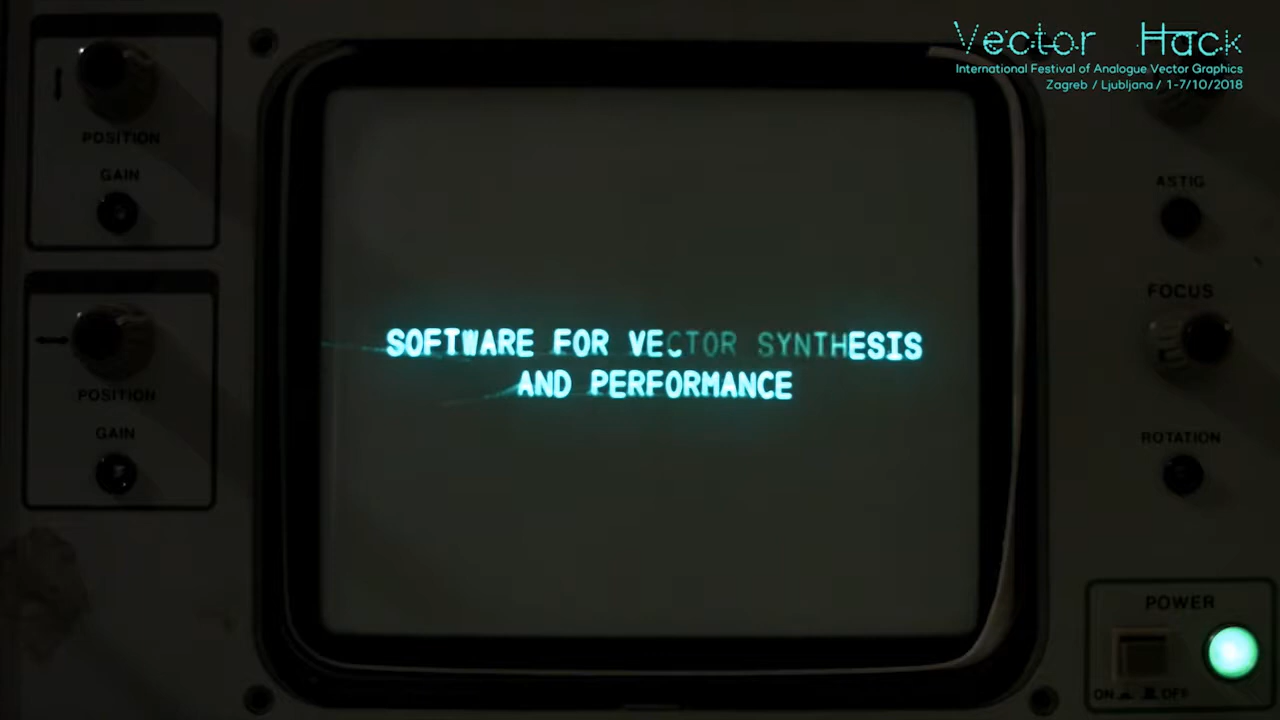 Vector Hack
International Festival of Analogue Vector Graphics
Zagreb / Ljubljana / 1-7/10/2018
POSITION
GAIN
POSITION
GAIN
SOFTWARE FOR VECTOR SYNTHESIS
AND PERFORMANCE
ASTIG
FOCUS
ROTATION
POWER
ON OFF